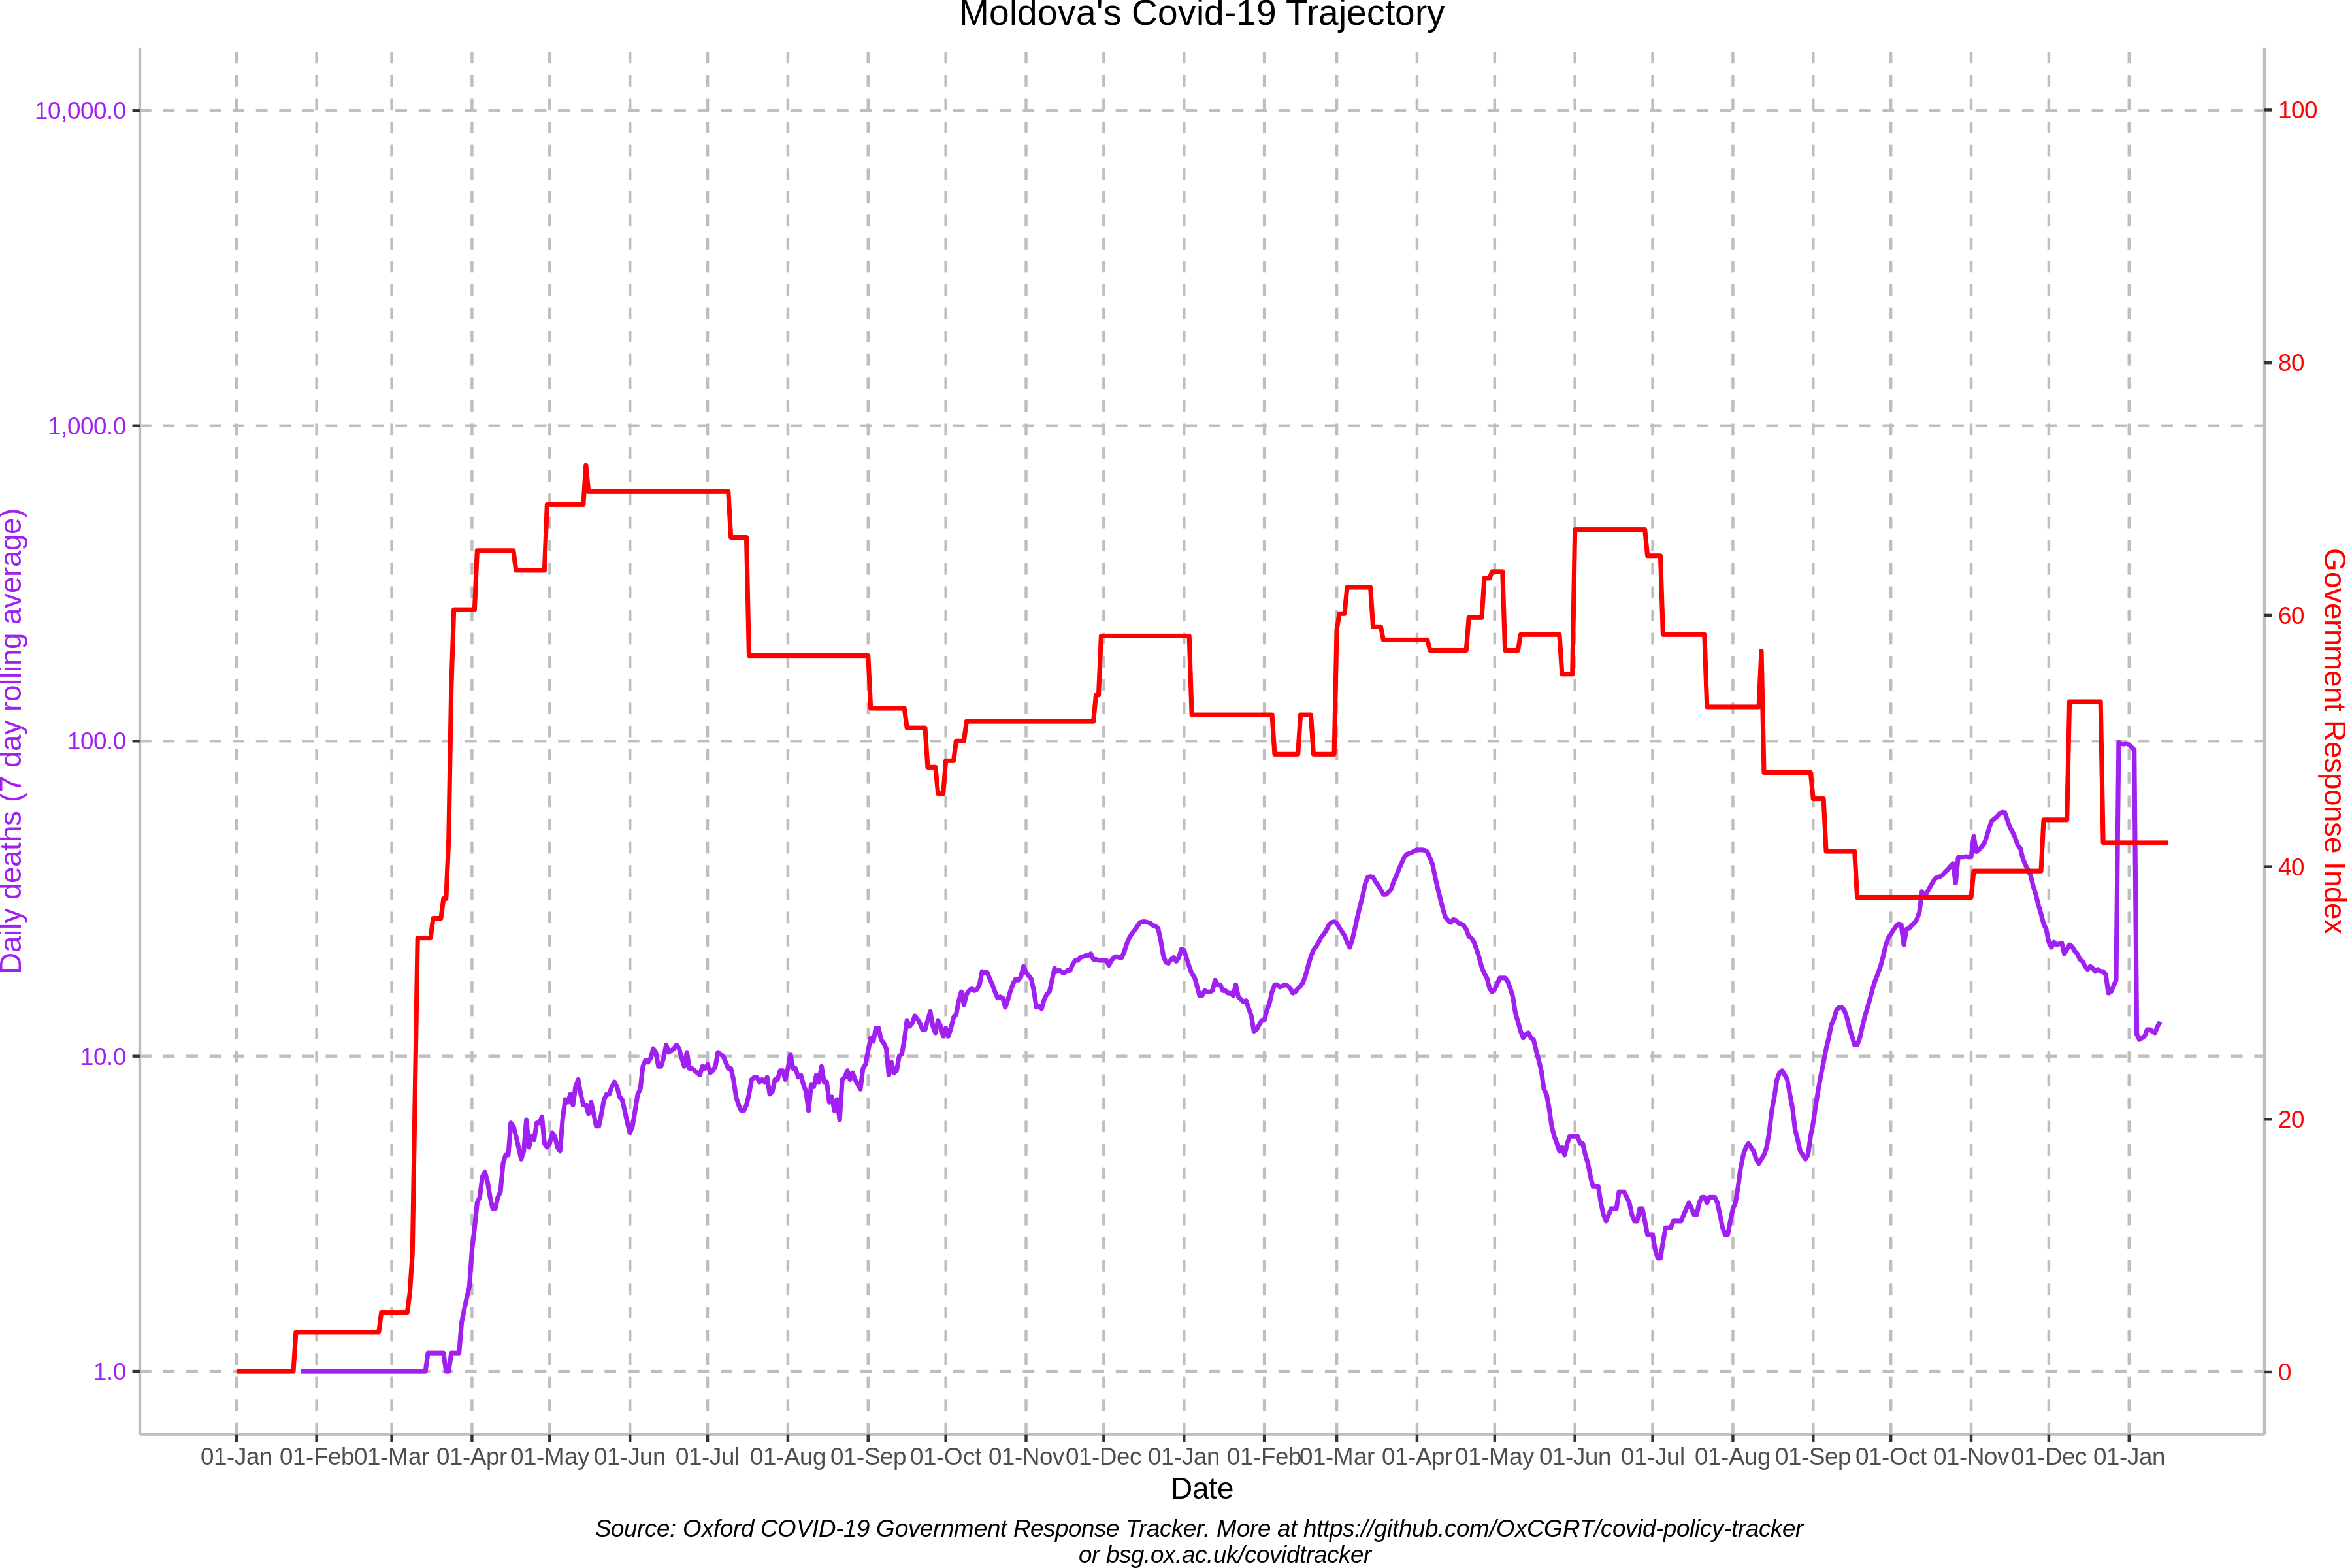 Moldova's Covid-19 Trajectory
10,000.0
1,000.0
100.0
10.0
1.0
Daily deaths (7 day rolling average)
100
80
60
40
20
0
Government Response Index
01-Jan 01-Feb 01-Mar 01-Apr 01-May 01-Jun 01-Jul 01-Aug 01-Sep 01-Oct 01-Nov 01-Dec 01-Jan 01-Feb 01-Mar 01-Apr 01-May 01-Jun 01-Jul 01-Aug 01-Sep 01-Oct 01-Nov 01-Dec 01-Jan
Date
Source: Oxford COVID-19 Government Response Tracker. More at https://github.com/OxCGRT/covid-policy-tracker
or bsg.ox.ac.uk/covidtracker